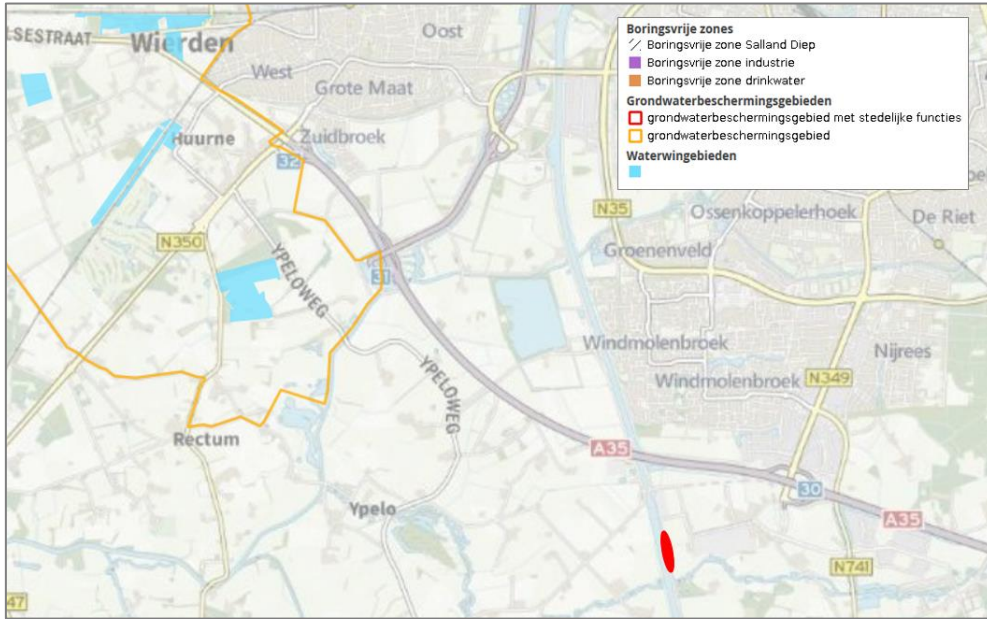 LSESTRAAT
Wierden
Oost
West
Grote Maat
Huurne
Zuidbroek
32
N350
YPELOWEG
31
YPELOWEG
Rectum
Ypelo
47
N35
Ossenkoppelerhoek
De Riet
Groenenveld
Windmolenbroek
Windmolenbroek
Nijrees
N349
A35
30
A35
N741
Boringsvrije zones
Boringsvrije zone Salland Diep
Boringsvrije zone industrie
Boringsvrije zone drinkwater
Grondwaterbeschermingsgebieden
grondwaterbeschermingsgebied met stedelijke functies
grondwaterbeschermingsgebied
Waterwingebieden